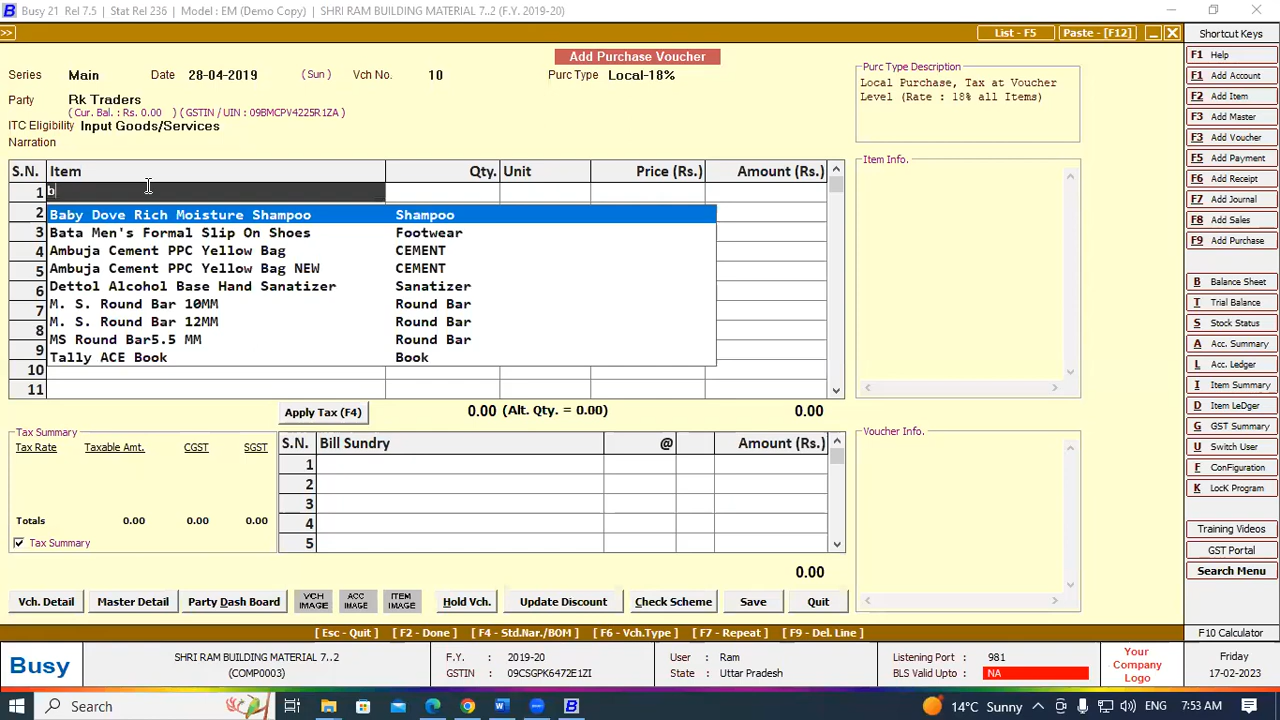 Busy 21 Rel 7.5 | Stat Rel 236 | Model : EM (Demo Copy) | SHRI RAM BUILDING MATERIAL 7..2 (F.Y. 2019-20)
>> List - F5 Paste - [F12]
Add Purchase Voucher
Series Main Date 28-04-2019 (Sun) Vch No. 10 Purc Type Local-18%
Party Rk Traders
( Cur. Bal. : Rs. 0.00 ) ( GSTIN / UIN : 09BMCPV4225R1ZA )
ITC Eligibility Input Goods/Services
Narration
Purc Type Description
Local Purchase, Tax at Voucher
Level (Rate : 18% all Items)
S.N. Item Qty. Unit Price (Rs.) Amount (Rs.)
1 b
2 Baby Dove Rich Moisture Shampoo Shampoo
3 Bata Men's Formal Slip On Shoes Footwear
4 Ambuja Cement PPC Yellow Bag CEMENT
5 Ambuja Cement PPC Yellow Bag NEW CEMENT
6 Dettol Alcohol Base Hand Sanatizer Sanatizer
7 M. S. Round Bar 10MM Round Bar
8 M. S. Round Bar 12MM Round Bar
9 MS Round Bar5.5 MM Round Bar
10 Tally ACE Book Book
11
Item Info.
Apply Tax (F4) 0.00 (Alt. Qty. = 0.00) 0.00
Tax Summary
Tax Rate Taxable Amt. CGST SGST
Totals 0.00 0.00 0.00
Tax Summary
S.N. Bill Sundry @ Amount (Rs.)
1
2
3
4
5
0.00
Voucher Info.
Vch. Detail Master Detail Party Dash Board VCH IMAGE ACC IMAGE ITEM IMAGE Hold Vch. Update Discount Check Scheme Save Quit
[ Esc - Quit ] [ F2 - Done ] [ F4 - Std.Nar./BOM ] [ F6 - Vch.Type ] [ F7 - Repeat ] [ F9 - Del. Line ]
Shortcut Keys
F1 Help
F1 Add Account
F2 Add Item
F3 Add Master
F3 Add Voucher
F5 Add Payment
F6 Add Receipt
F7 Add Journal
F8 Add Sales
F9 Add Purchase
B Balance Sheet
T Trial Balance
S Stock Status
A Acc. Summary
L Acc. Ledger
I Item Summary
D Item LeDger
G GST Summary
U Switch User
F ConFiguration
K LocK Program
Training Videos
GST Portal
Search Menu
F10 Calculator
Busy
SHRI RAM BUILDING MATERIAL 7..2
(COMP0003)
F.Y. : 2019-20
GSTIN : 09CSGPK6472E1ZI
User : Ram
State : Uttar Pradesh
Listening Port : 981
BLS Valid Upto : NA
Your
Company
Logo
Friday
17-02-2023
Search 14°C Sunny ENG 7:53 AM